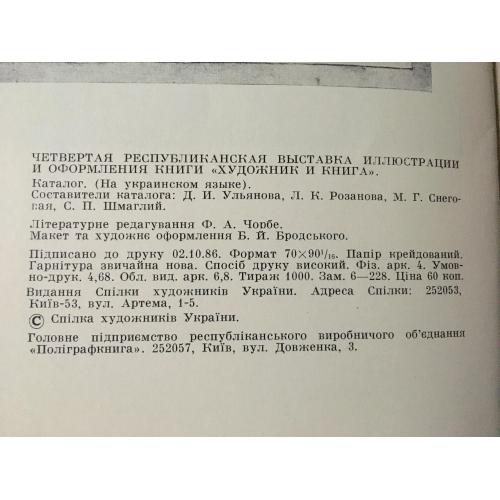 ЧЕТВЕРТАЯ РЕСПУБЛИКАНСКАЯ ВЫСТАВКА ИЛЛЮСТРАЦИИ
И ОФОРМЛЕНИЯ КНИГИ «ХУДОЖНИК И КНИГА».
Каталог. (На украинском языке).
Составители каталога: Д. И. Ульянова, Л. К. Розанова, М. Г. Снего-
вая, С. П. Шмаглий.
Літературне редагування Ф. А. Чорбе.
Макет та художнє оформлення Б. Й. Бродського.
Підписано до друку 02.10.86. Формат 70×90¹/₁₆. Папір крейдований.
Гарнітура звичайна нова. Спосіб друку високий. Фіз. арк. 4. Умов-
но-друк. 4,68. Обл. вид. арк. 6,8. Тираж 1000. Зам. 6—228. Ціна 60 коп.
Видання Спілки художників України. Адреса Спілки: 252053,
Київ-53, вул. Артема, 1-5.
© Спілка художників України.
Головне підприємство республіканського виробничого об'єднання
«Поліграфкнига». 252057, Київ, вул. Довженка, 3.